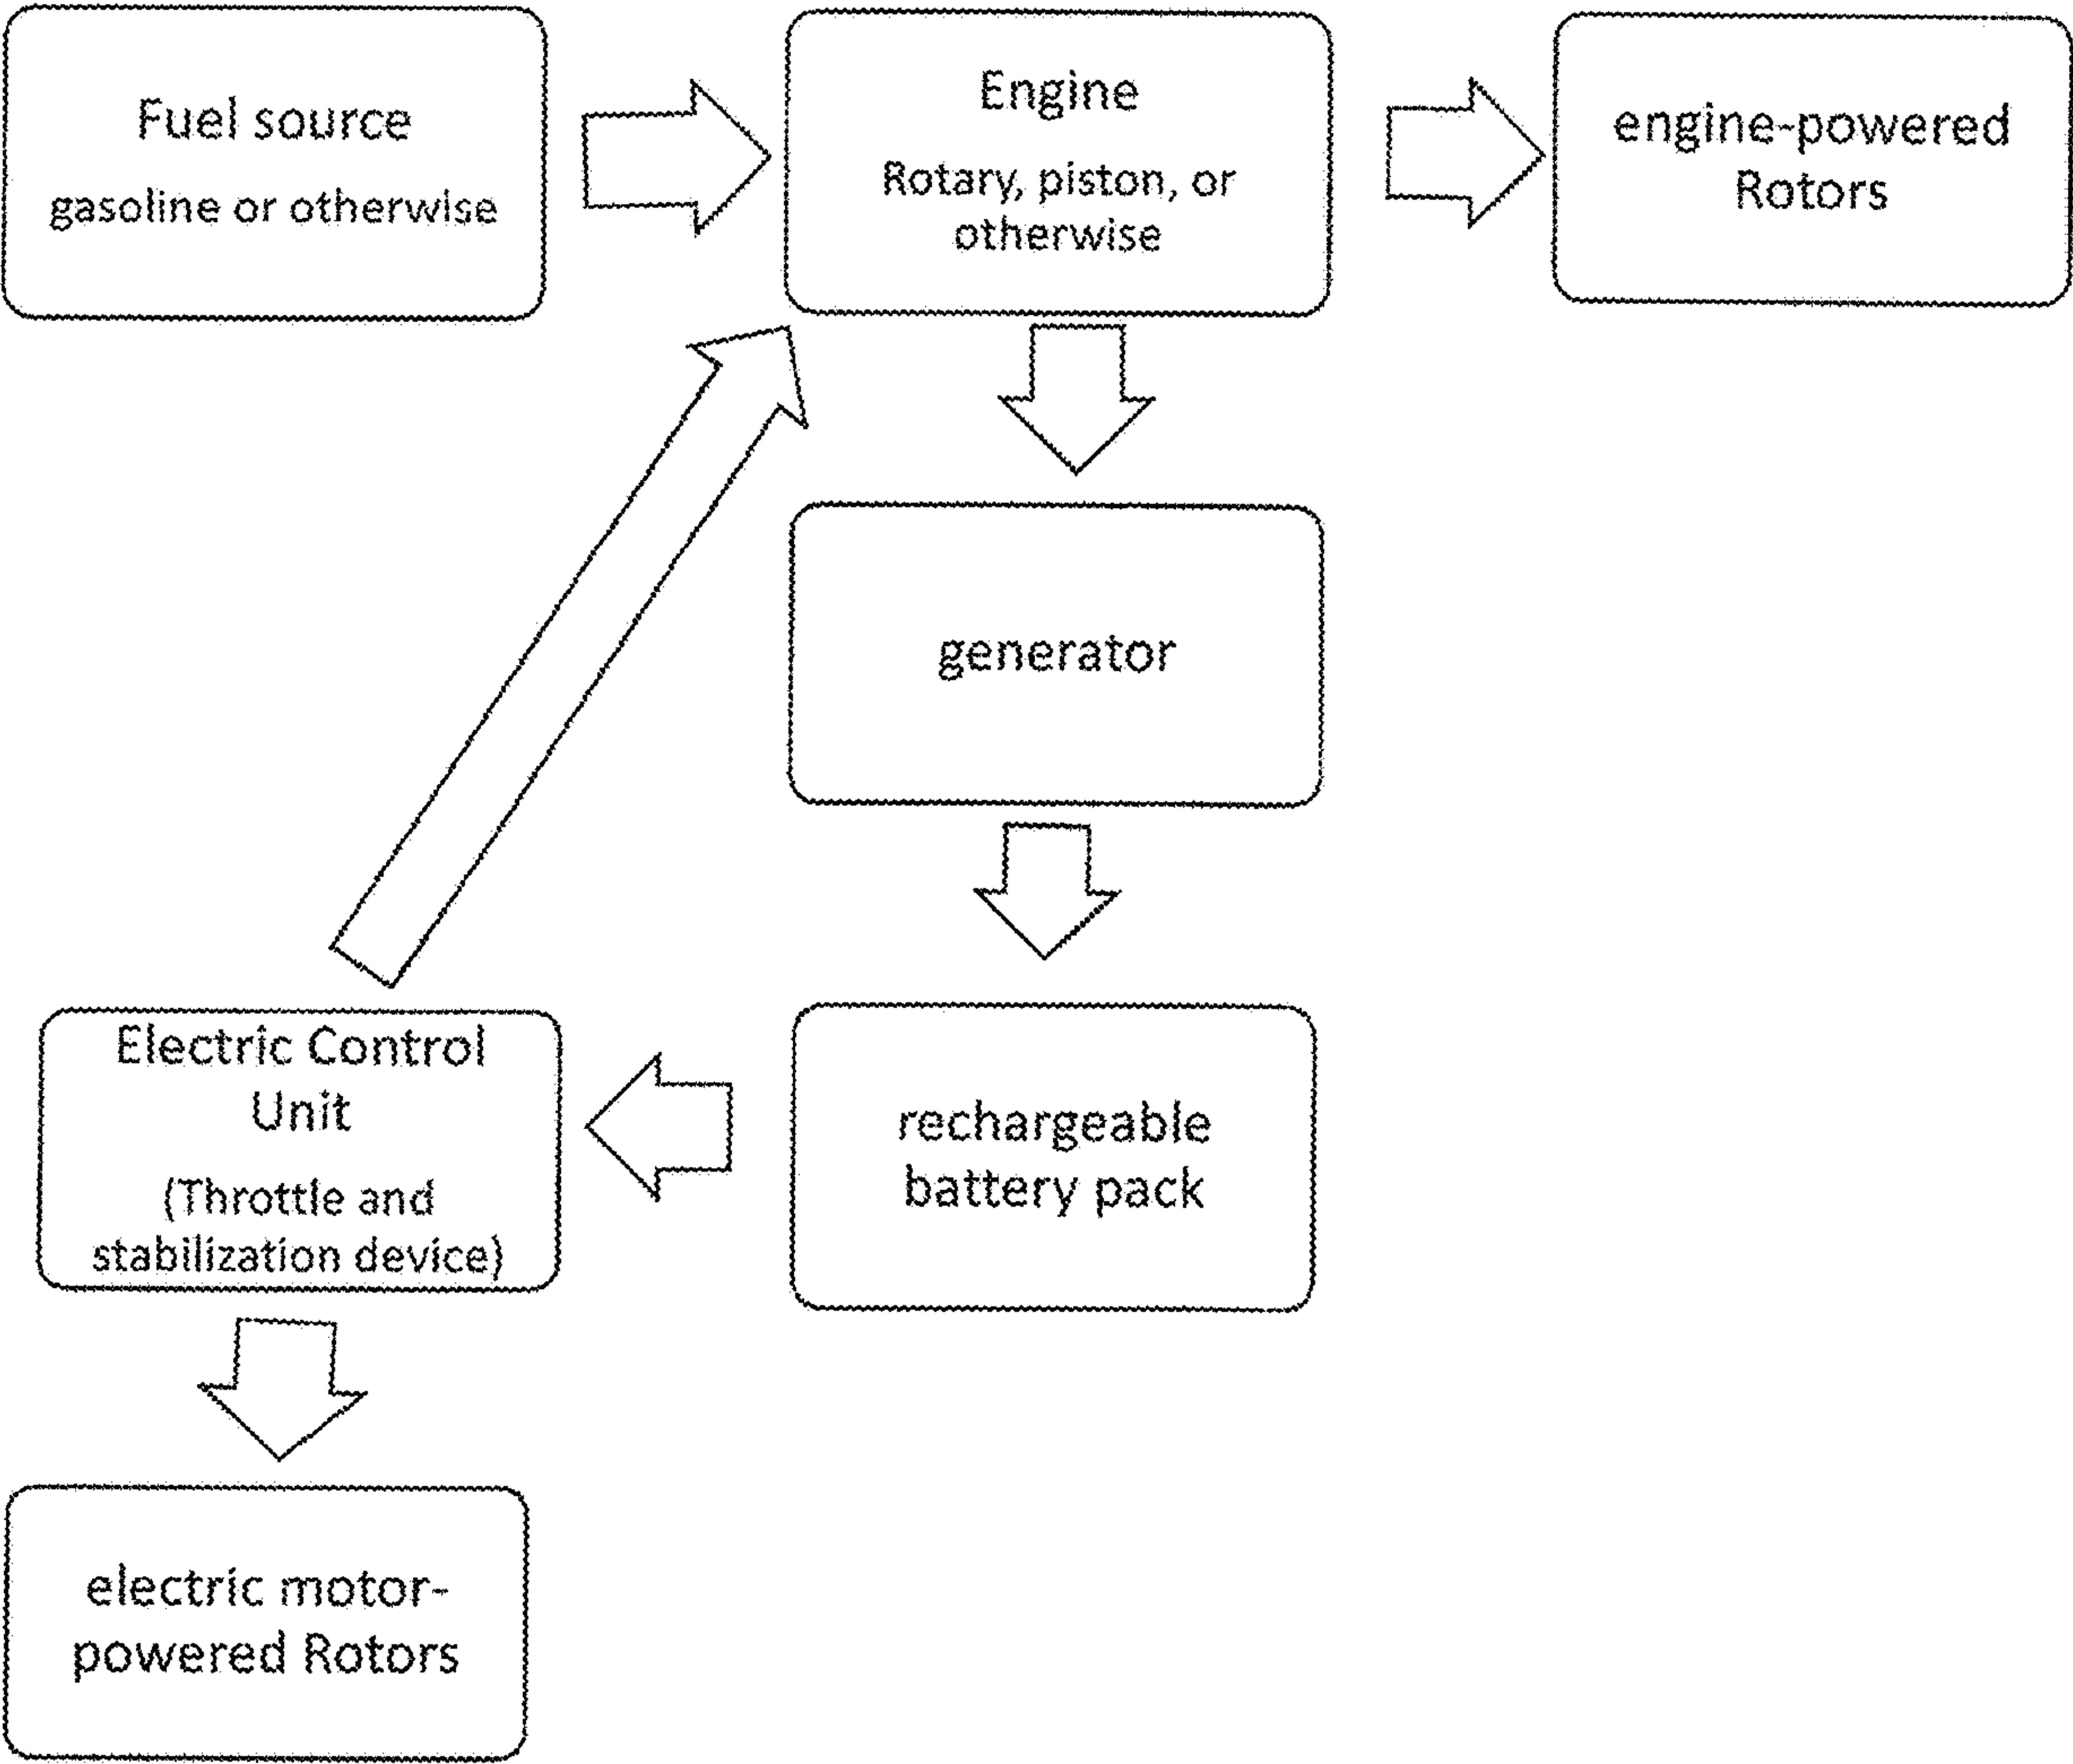 Fuel source
gasoline or otherwise
Engine
Rotary, piston, or
otherwise
engine-powered
Rotors
generator
Electric Control
Unit
(Throttle and
stabilization device)
rechargeable
battery pack
electric motor-
powered Rotors